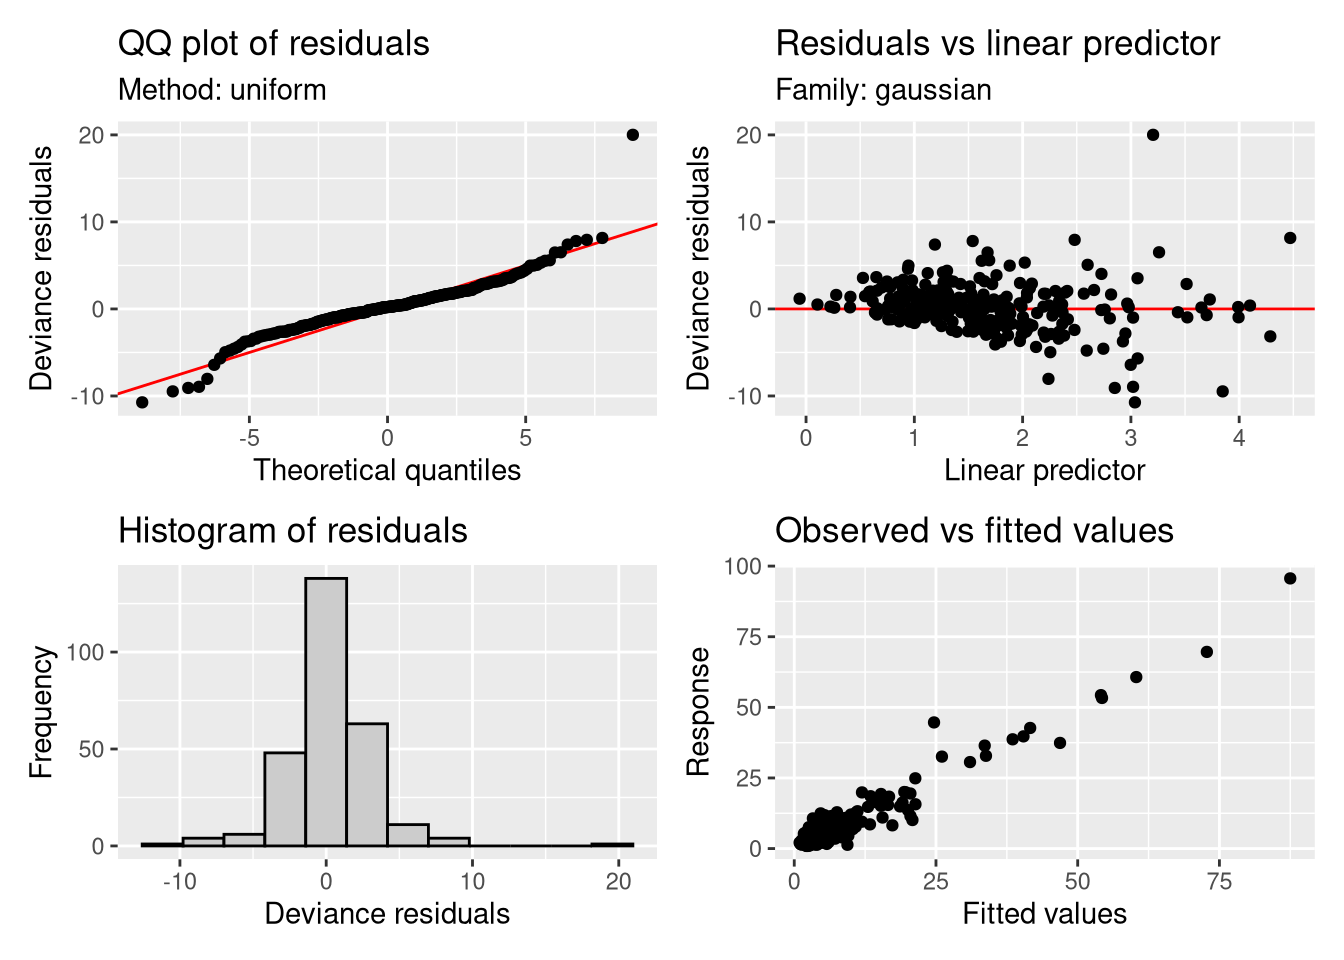 QQ plot of residuals
Method: uniform
20
10
0
-10
Deviance residuals
-5
0
5
Theoretical quantiles
Residuals vs linear predictor
Family: gaussian
20
10
0
-10
Deviance residuals
0
1
2
3
4
Linear predictor
Histogram of residuals
100
50
0
Frequency
-10
0
10
20
Deviance residuals
Observed vs fitted values
100
75
50
25
0
Response
0
25
50
75
Fitted values